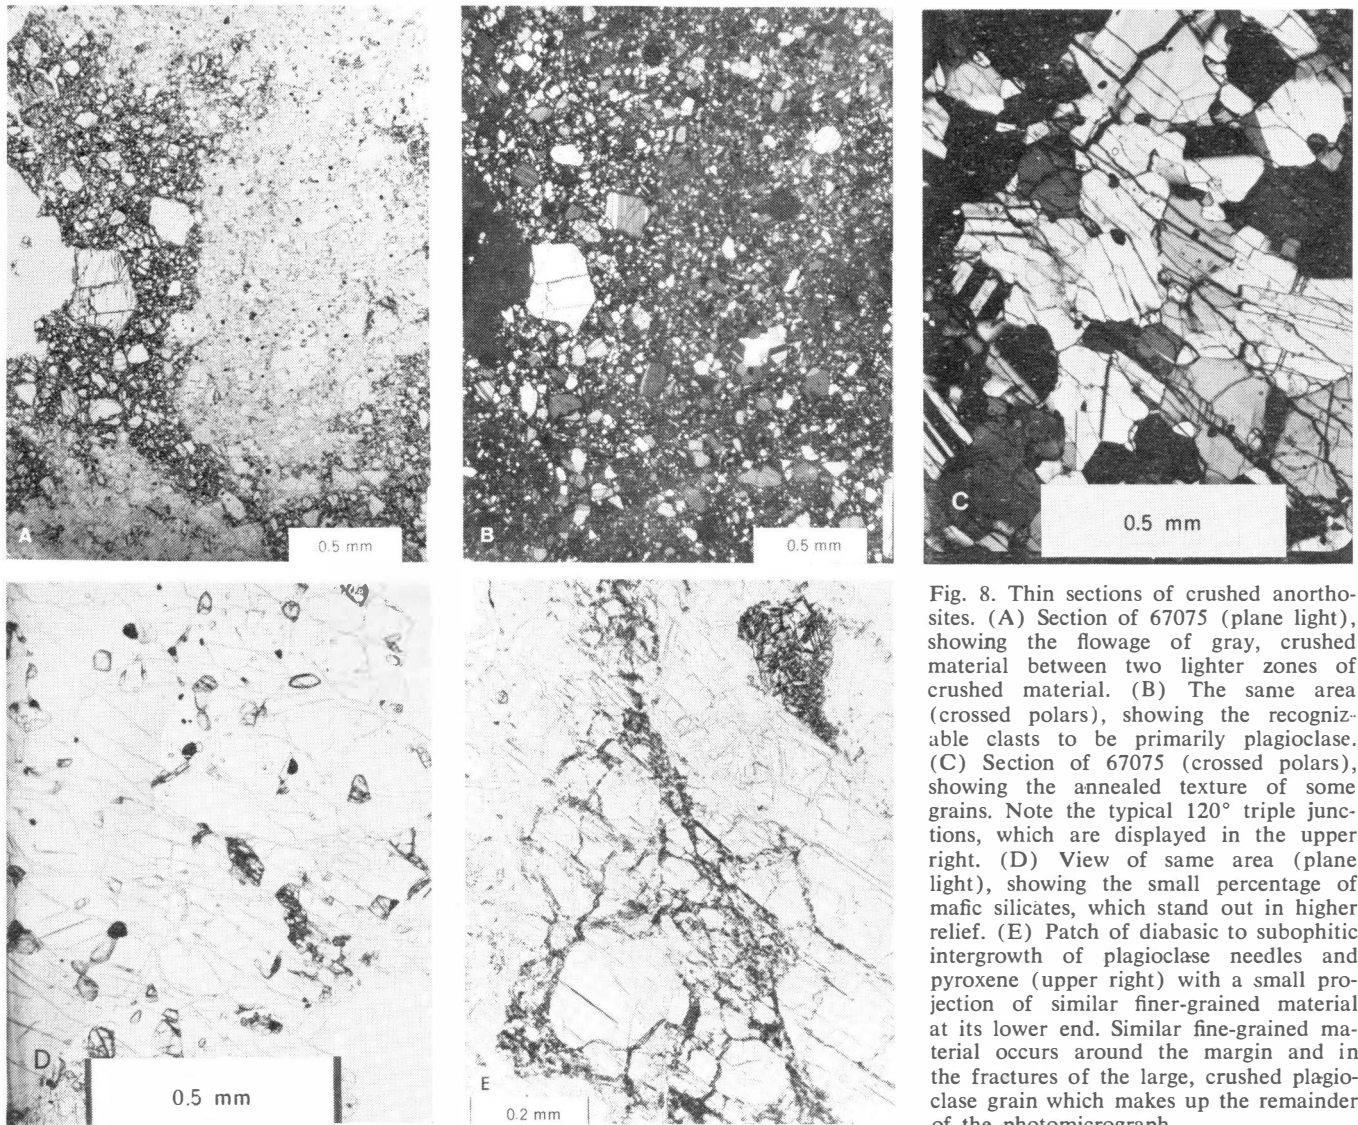 A
0.5 mm
B
0.5 mm
C
0.5 mm
D
0.5 mm
E
0.2 mm
Fig. 8. Thin sections of crushed anortho-
sites. (A) Section of 67075 (plane light),
showing the flowage of gray, crushed
material between two lighter zones of
crushed material. (B) The same area
(crossed polars), showing the recogniz-
able clasts to be primarily plagioclase.
(C) Section of 67075 (crossed polars),
showing the annealed texture of some
grains. Note the typical 120° triple junc-
tions, which are displayed in the upper
right. (D) View of same area (plane
light), showing the small percentage of
mafic silicates, which stand out in higher
relief. (E) Patch of diabasic to subophitic
intergrowth of plagioclase needles and
pyroxene (upper right) with a small pro-
jection of similar finer-grained material
at its lower end. Similar fine-grained ma-
terial occurs around the margin and in
the fractures of the large, crushed plagio-
clase grain which makes up the remainder
of the photomicrograph